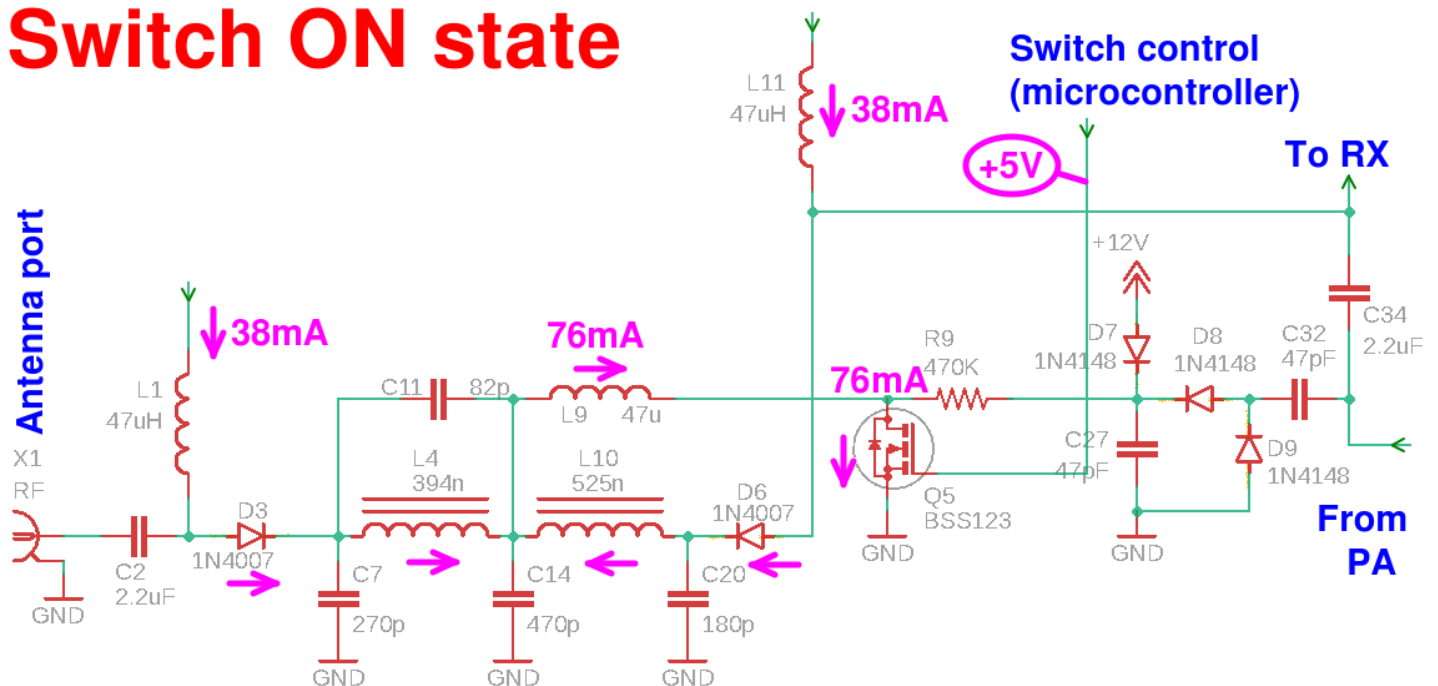 Switch ON state
Switch control
(microcontroller)
L11
47uH
38mA
+5V
To RX
Antenna port
+12V
38mA
76mA
R9
470K
D7
1N4148
D8
1N4148
C32
47pF
C34
2.2uF
L1
47uH
C11
82p
L9
47u
76mA
C27
47pF
D9
1N4148
X1
RF
L4
394n
L10
525n
D6
1N4007
Q5
BSS123
D3
1N4007
From
PA
C2
2.2uF
GND
C7
270p
C14
470p
C20
180p
GND
GND
GND
GND
GND